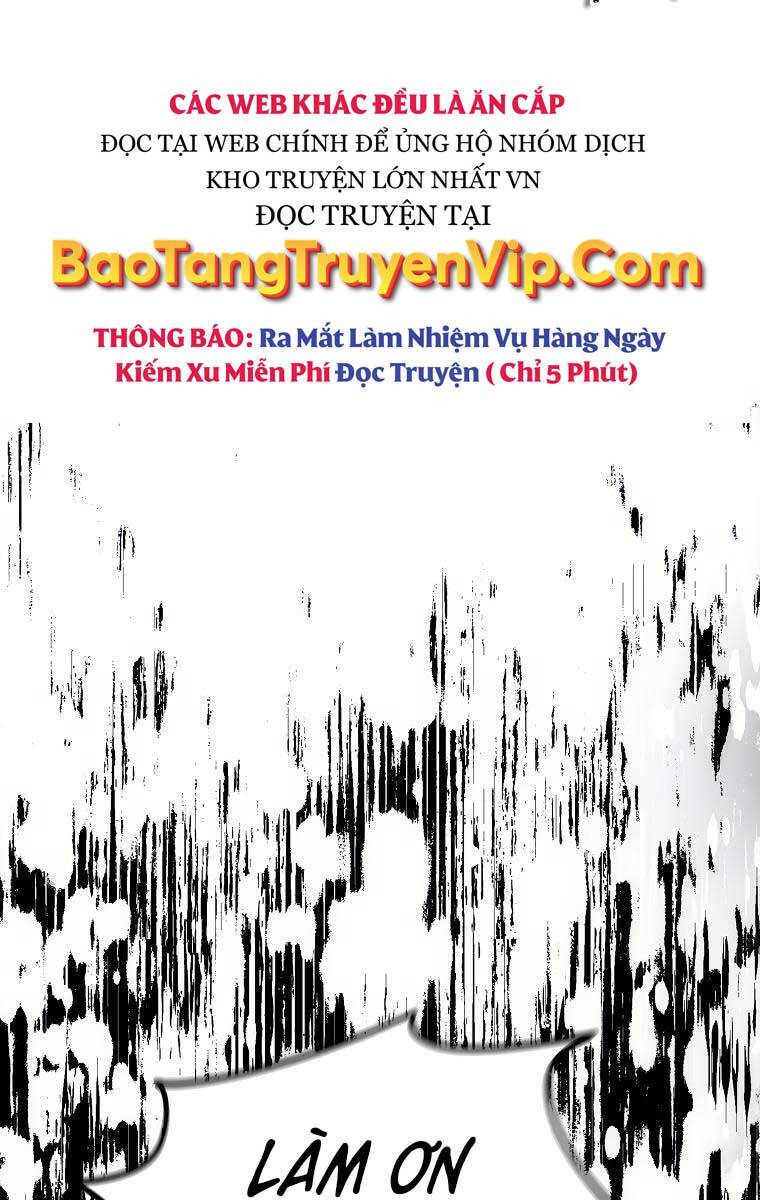 CÁC WEB KHÁC ĐỀU LÀ ĂN CẮP
ĐỌC TẠI WEB CHÍNH ĐỂ ỦNG HỘ NHÓM DỊCH
KHO TRUYỆN LỚN NHẤT VN
ĐỌC TRUYỆN TẠI
BaoTangTruyenVip.Com
THÔNG BÁO: Ra Mắt Làm Nhiệm Vụ Hàng Ngày
Kiếm Xu Miễn Phí Đọc Truyện ( Chỉ 5 Phút)
LÀM ƠN